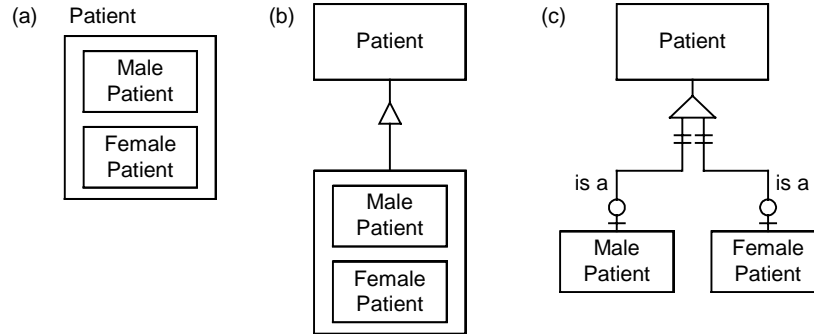 (a)
Patient
Male
Patient
Female
Patient
(b)
Patient
Male
Patient
Female
Patient
(c)
Patient
is a
is a
Male
Patient
Female
Patient